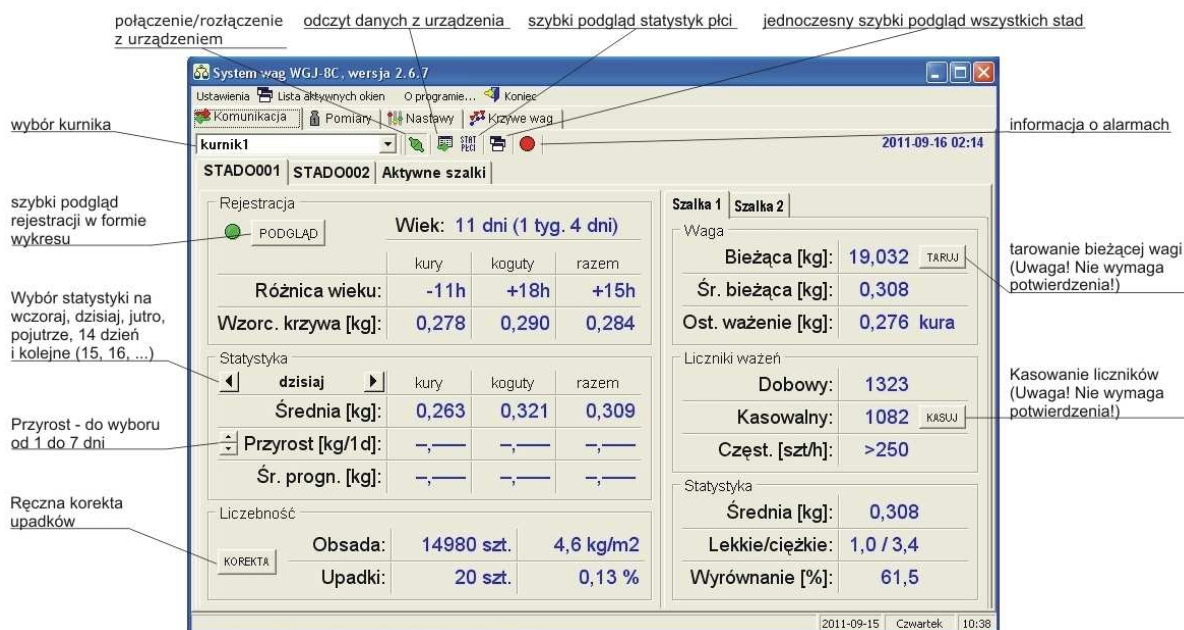 połączenie/rozłączenie
z urządzeniem
odczyt danych z urządzenia
szybki podgląd statystyk płci
jednoczesny szybki podgląd wszystkich stad
System wag WGJ-8C, wersja 2.6.7
Ustawienia Lista aktywnych okien O programie... Koniec
Komunikacja Pomiary Nastawy Krzywe wag
wybór kurnika
kurnik1 STAT PŁCI 2011-09-16 02:14
informacja o alarmach
STADO001 STADO002 Aktywne szalki
szybki podgląd
rejestracji w formie
wykresu
Rejestracja
PODGLĄD Wiek: 11 dni (1 tyg. 4 dni)
kury koguty razem
Różnica wieku: -11h +18h +15h
Wzorc. krzywa [kg]: 0,278 0,290 0,284
Wybór statystyki na
wczoraj, dzisiaj, jutro,
pojutrze, 14 dzień
i kolejne (15, 16, ...)
Statystyka
dzisiaj kury koguty razem
Średnia [kg]: 0,263 0,321 0,309
Przyrost - do wyboru
od 1 do 7 dni
Przyrost [kg/1d]: –,–– –,–– –,––
Śr. progn. [kg]: –,–– –,–– –,––
Ręczna korekta
upadków
Liczebność
KOREKTA
Obsada: 14980 szt. 4,6 kg/m2
Upadki: 20 szt. 0,13 %
Szalka 1 Szalka 2
Waga
Bieżąca [kg]: 19,032 TARUJ
Śr. bieżąca [kg]: 0,308
Ost. ważenie [kg]: 0,276 kura
tarowanie bieżącej wagi
(Uwaga! Nie wymaga
potwierdzenia!)
Liczniki ważeń
Dobowy: 1323
Kasowalny: 1082 KASUJ
Częst. [szt/h]: >250
Kasowanie liczników
(Uwaga! Nie wymaga
potwierdzenia!)
Statystyka
Średnia [kg]: 0,308
Lekkie/ciężkie: 1,0 / 3,4
Wyrównanie [%]: 61,5
2011-09-15 Czwartek 10:38